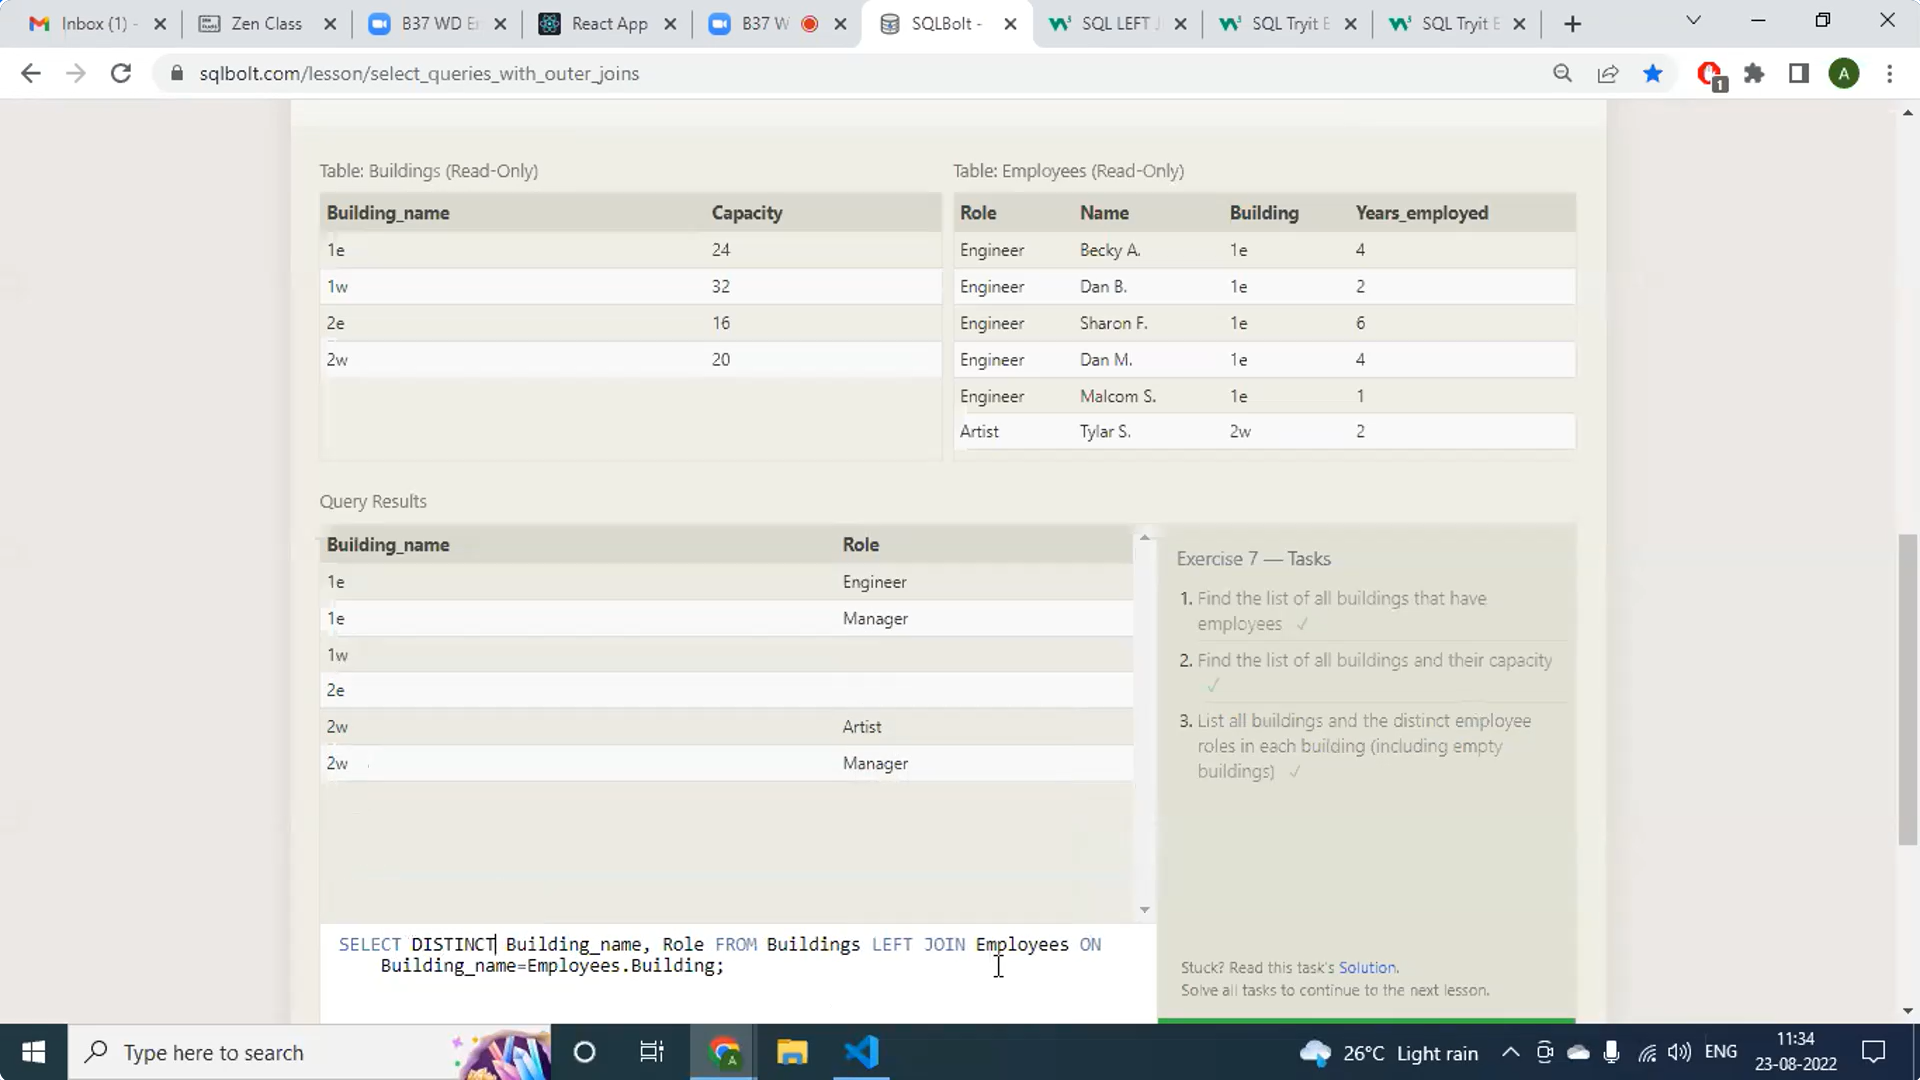 Inbox (1) -
Zen Class
B37 WD En
React App
B37 W
SQLBolt -
SQL LEFT J
SQL Tryit E
SQL Tryit E
sqlbolt.com/lesson/select_queries_with_outer_joins
1
A
Table: Buildings (Read-Only)
Building_name Capacity
1e 24
1w 32
2e 16
2w 20
Table: Employees (Read-Only)
Role Name Building Years_employed
Engineer Becky A. 1e 4
Engineer Dan B. 1e 2
Engineer Sharon F. 1e 6
Engineer Dan M. 1e 4
Engineer Malcom S. 1e 1
Artist Tylar S. 2w 2
Query Results
Building_name Role
1e Engineer
1e Manager
1w
2e
2w Artist
2w Manager
Exercise 7 — Tasks
1. Find the list of all buildings that have
employees ✓
2. Find the list of all buildings and their capacity
✓
3. List all buildings and the distinct employee
roles in each building (including empty
buildings) ✓
SELECT DISTINCT Building_name, Role FROM Buildings LEFT JOIN Employees ON
Building_name=Employees.Building;
Stuck? Read this task's Solution.
Solve all tasks to continue to the next lesson.
Type here to search
A
26°C Light rain
ENG
11:34
23-08-2022